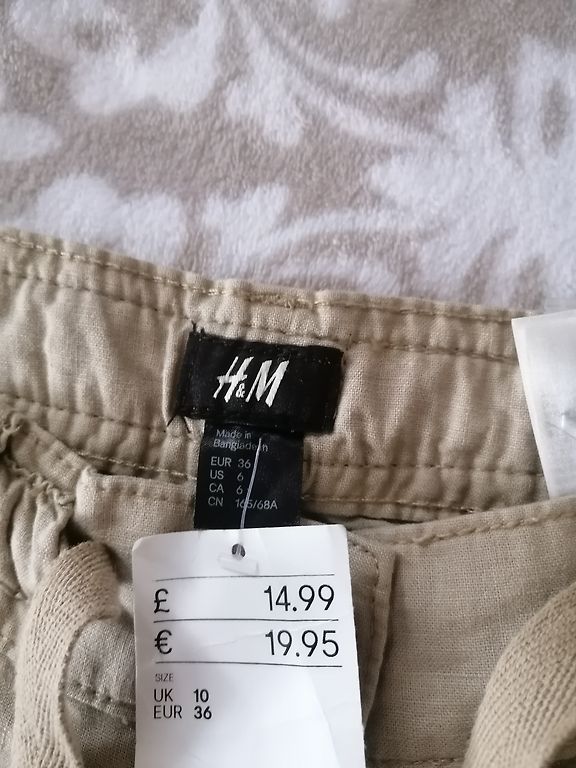 H&M
Made in
Bangladesh
EUR 36
US 6
CA 6
CN 165/68A
£ 14.99
€ 19.95
SIZE
UK 10
EUR 36